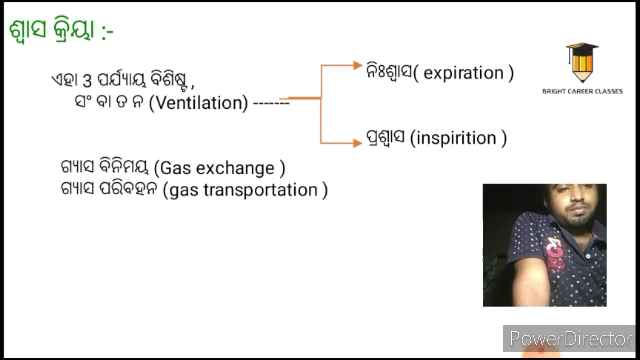 ଶ୍ୱାସ କ୍ରିୟା :-
ଏହା 3 ପର୍ଯ୍ୟାୟ ବିଶିଷ୍ଟ ,
ସଂ ବା ତ ନ (Ventilation) -------
ନିଃଶ୍ୱାସ( expiration )
ପ୍ରଶ୍ୱାସ (inspirition )
ଗ୍ୟାସ ବିନିମୟ (Gas exchange )
ଗ୍ୟାସ ପରିବହନ (gas transportation )
BRIGHT CAREER CLASSES
PowerDirector